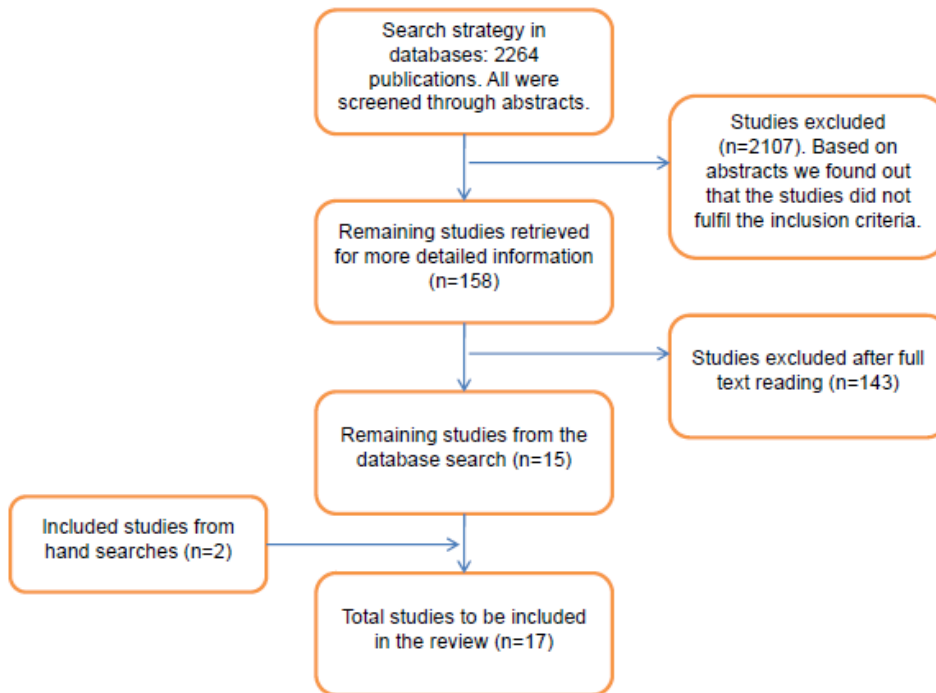 Search strategy in
databases: 2264
publications. All were
screened through abstracts.
Studies excluded
(n=2107). Based on
abstracts we found out
that the studies did not
fulfil the inclusion criteria.
Remaining studies retrieved
for more detailed information
(n=158)
Studies excluded after full
text reading (n=143)
Remaining studies from the
database search (n=15)
Included studies from
hand searches (n=2)
Total studies to be included
in the review (n=17)